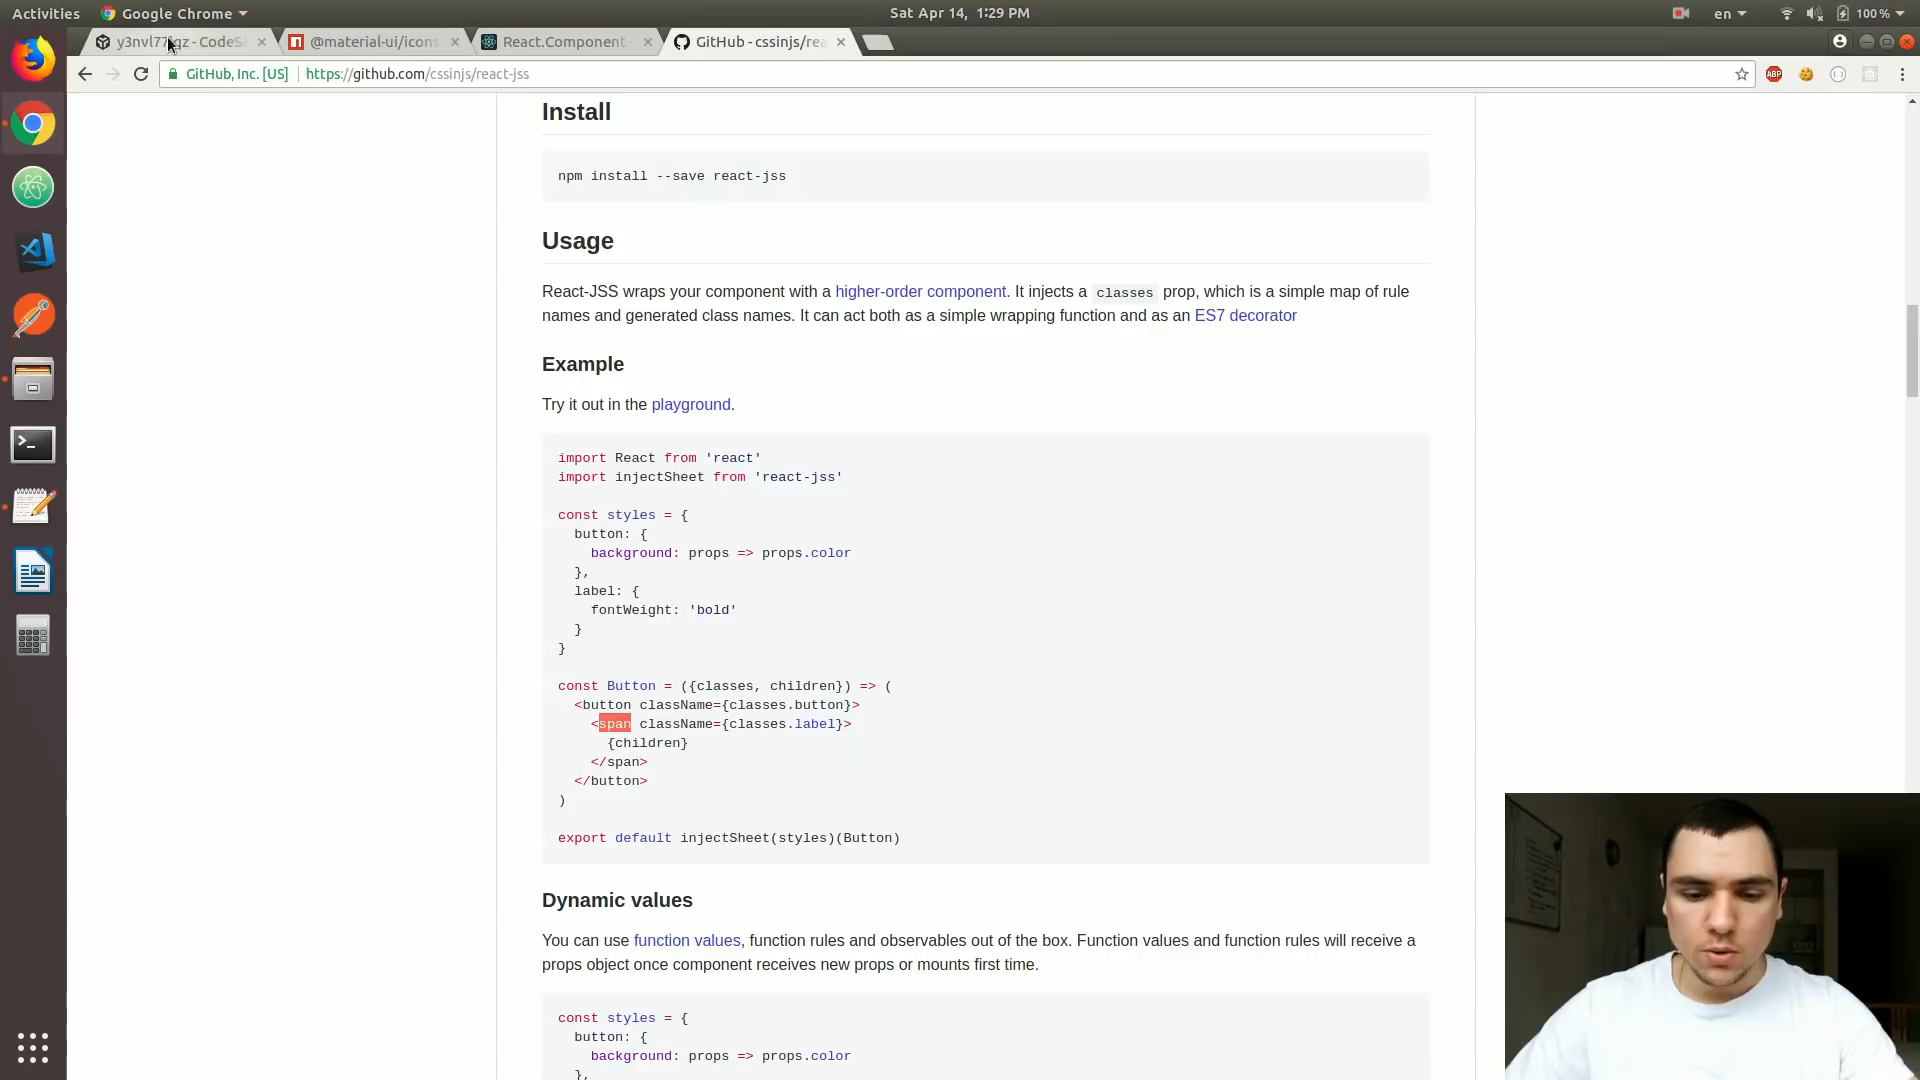 Activities
Google Chrome
Sat Apr 14, 1:29 PM
en
100 %
@material-ui/icons
React.Component
GitHub - cssinjs/rea
GitHub, Inc. [US]
https://github.com/cssinjs/react-jss
ABP
Install
npm install --save react-jss
Usage
React-JSS wraps your component with a higher-order component. It injects a classes prop, which is a simple map of rule
names and generated class names. It can act both as a simple wrapping function and as an ES7 decorator
Example
Try it out in the playground.
import React from 'react'
import injectSheet from 'react-jss'
const styles = {
button: {
background: props => props.color
},
label: {
fontWeight: 'bold'
}
}
const Button = ({classes, children}) => (
<button className={classes.button}>
<span className={classes.label}>
{children}
</span>
</button>
)
export default injectSheet(styles)(Button)
Dynamic values
You can use function values, function rules and observables out of the box. Function values and function rules will receive a
props object once component receives new props or mounts first time.
const styles = {
button: {
background: props => props.color
},